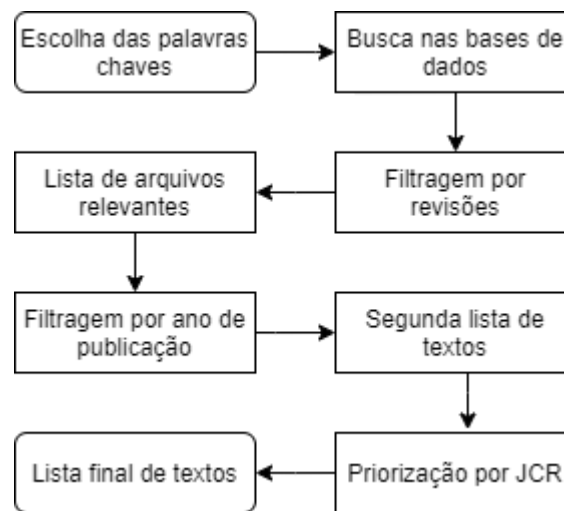 Escolha das palavras
chaves
Busca nas bases de
dados
Filtragem por
revisões
Lista de arquivos
relevantes
Filtragem por ano de
publicação
Segunda lista de
textos
Priorização por JCR
Lista final de textos